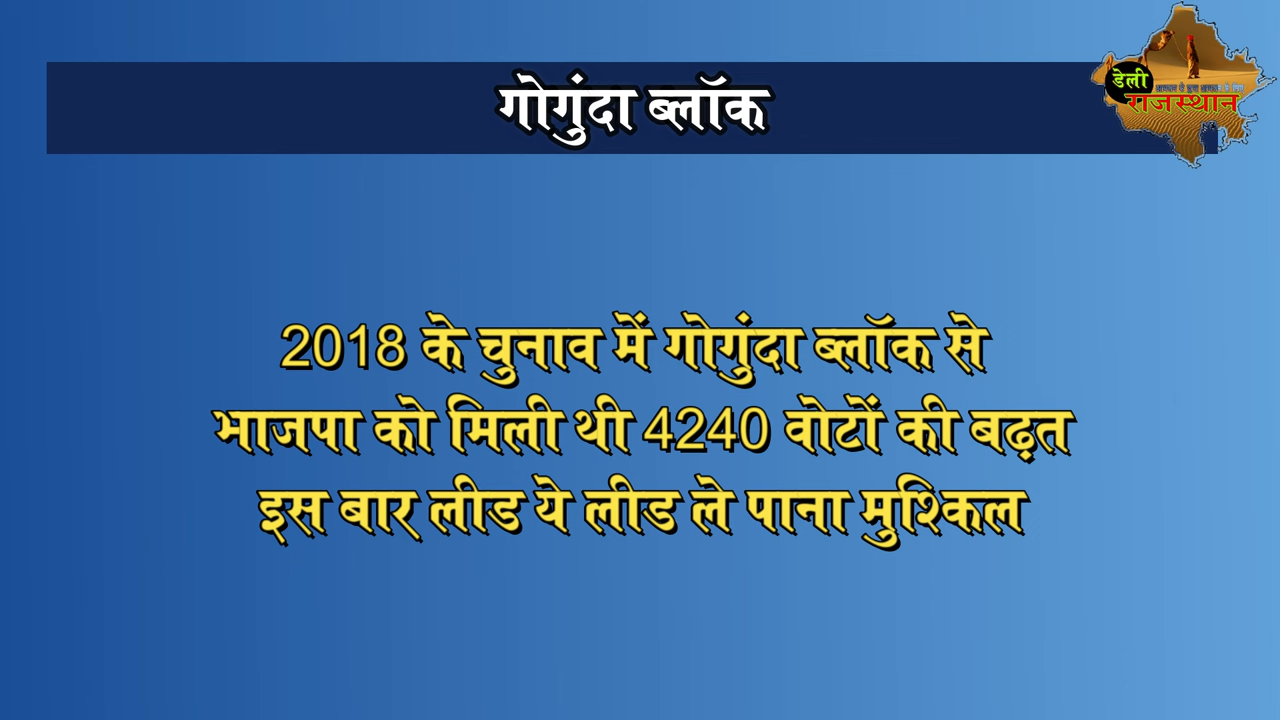 गोगुंदा ब्लॉक
डेली
राजस्थान
2018 के चुनाव में गोगुंदा ब्लॉक से
भाजपा को मिली थी 4240 वोटों की बढ़त
इस बार लीड ये लीड ले पाना मुश्किल